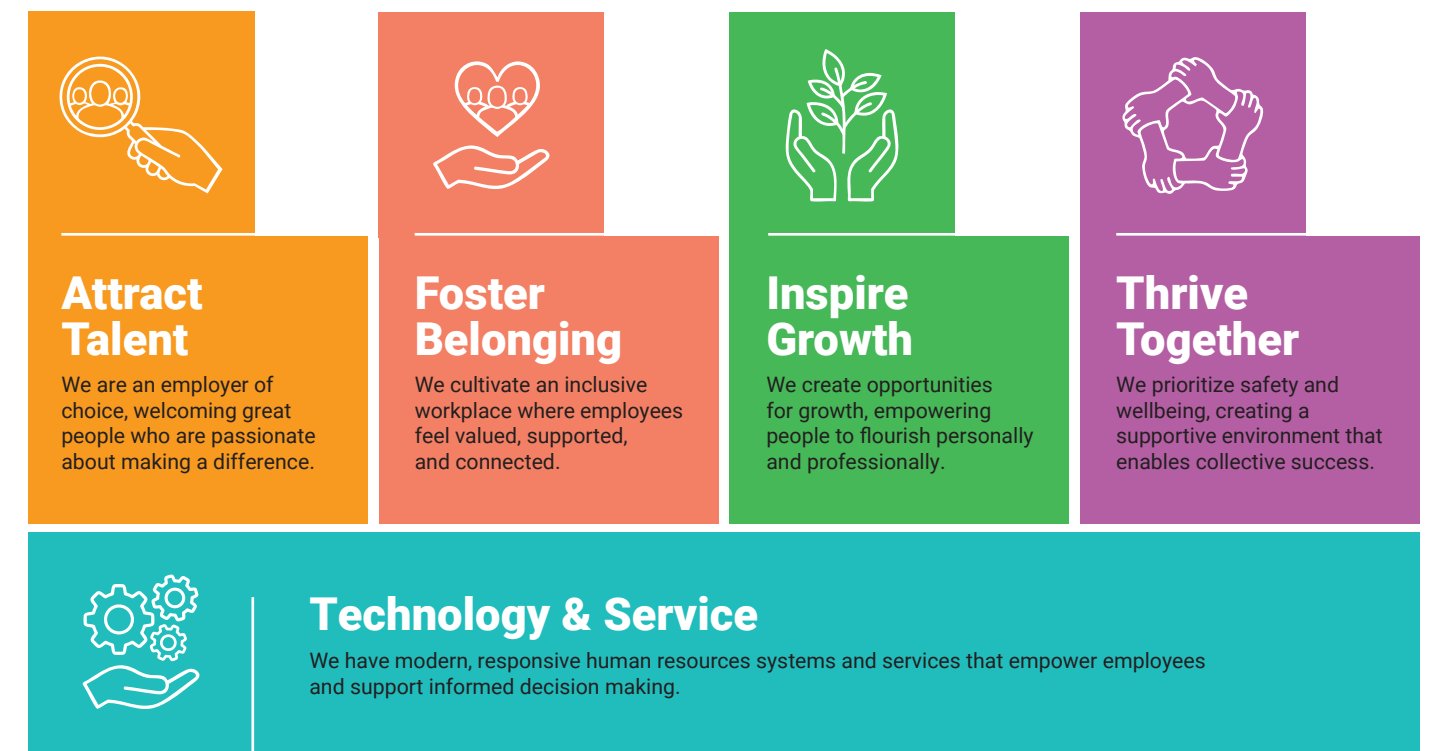 Attract
Talent
We are an employer of
choice, welcoming great
people who are passionate
about making a difference.
Foster
Belonging
We cultivate an inclusive
workplace where employees
feel valued, supported,
and connected.
Inspire
Growth
We create opportunities
for growth, empowering
people to flourish personally
and professionally.
Thrive
Together
We prioritize safety and
wellbeing, creating a
supportive environment that
enables collective success.
Technology & Service
We have modern, responsive human resources systems and services that empower employees
and support informed decision making.